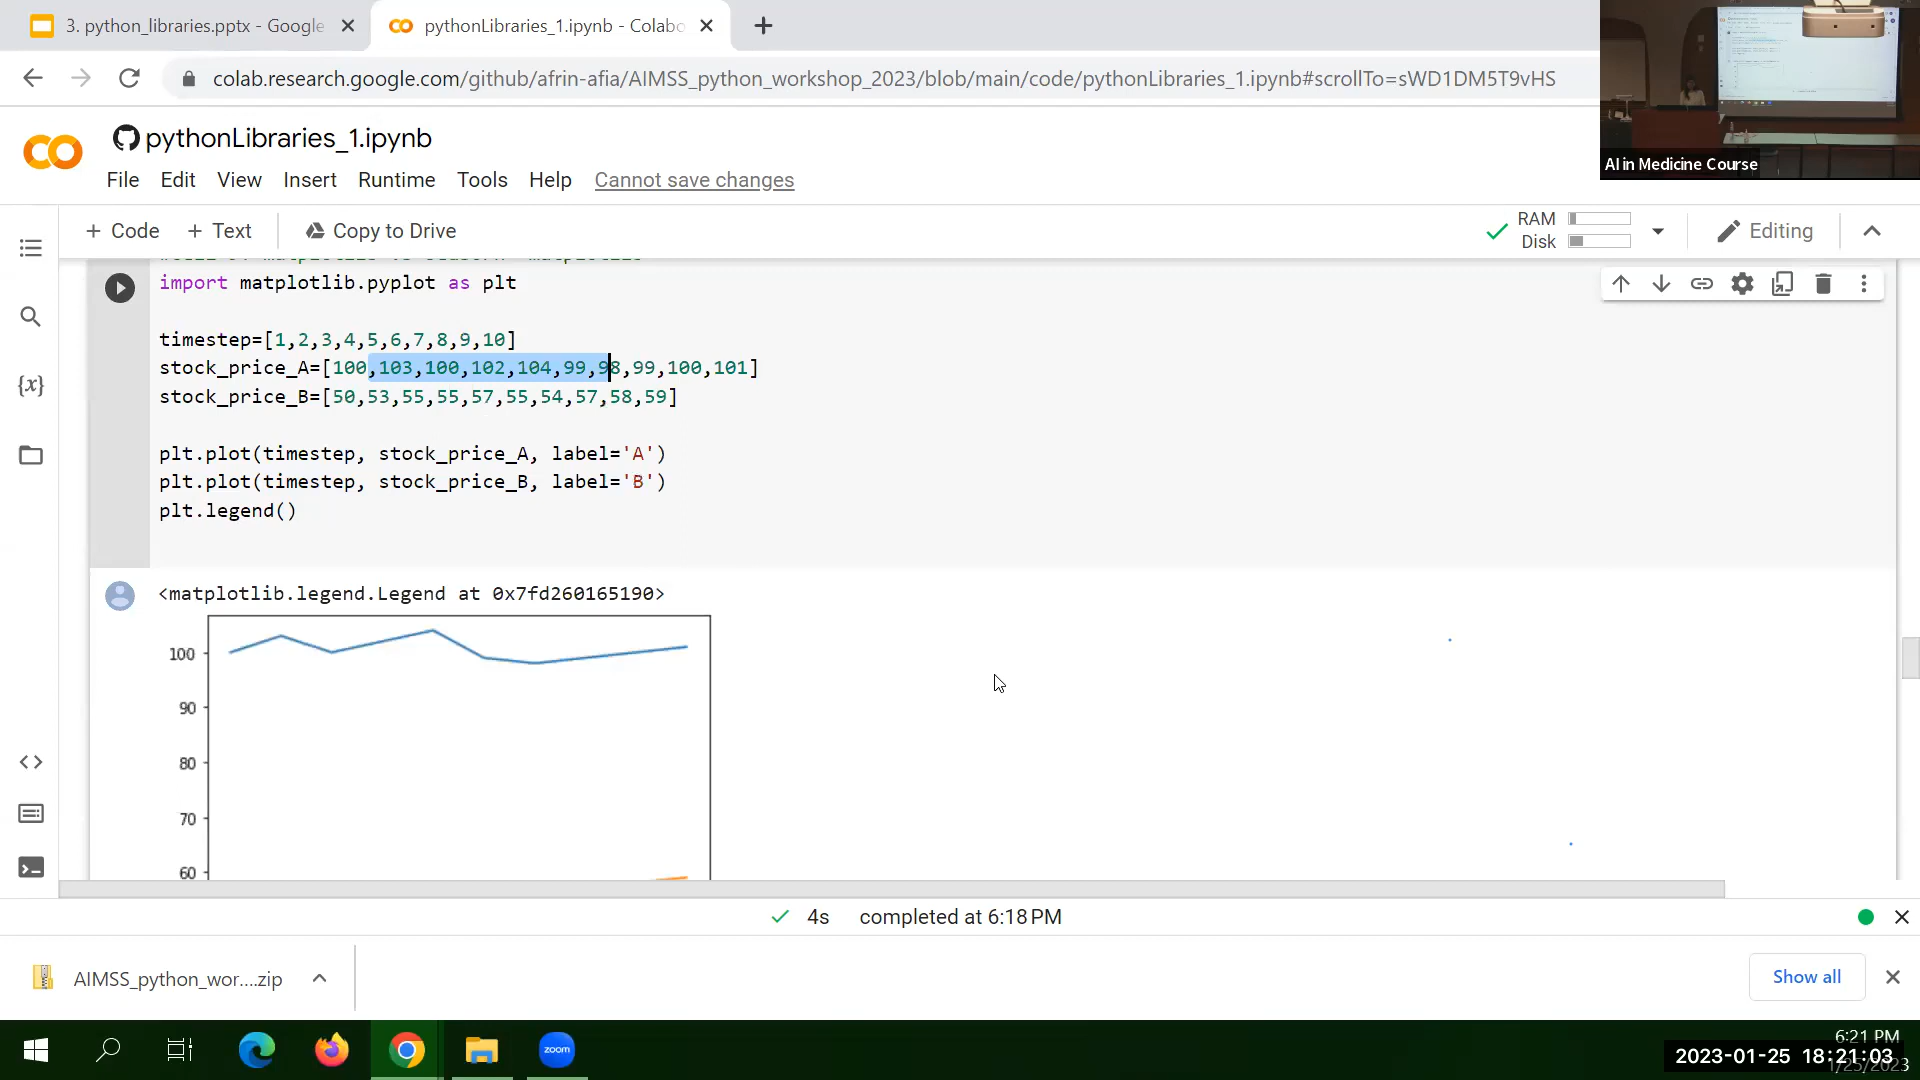 3. python_libraries.pptx - Google
pythonLibraries_1.ipynb - Colabo
colab.research.google.com/github/afrin-afia/AIMSS_python_workshop_2023/blob/main/code/pythonLibraries_1.ipynb#scrollTo=sWD1DM5T9vHS
AI in Medicine Course
pythonLibraries_1.ipynb
File Edit View Insert Runtime Tools Help Cannot save changes
+ Code + Text Copy to Drive
RAM
Disk
Editing
import matplotlib.pyplot as plt
timestep=[1,2,3,4,5,6,7,8,9,10]
stock_price_A=[100,103,100,102,104,99,98,99,100,101]
stock_price_B=[50,53,55,55,57,55,54,57,58,59]
plt.plot(timestep, stock_price_A, label='A')
plt.plot(timestep, stock_price_B, label='B')
plt.legend()
{x}
<matplotlib.legend.Legend at 0x7fd260165190>
100
90
80
70
60
4s completed at 6:18 PM
AIMSS_python_wor....zip
Show all
zoom
6:21 PM
2023-01-25 18:21:03